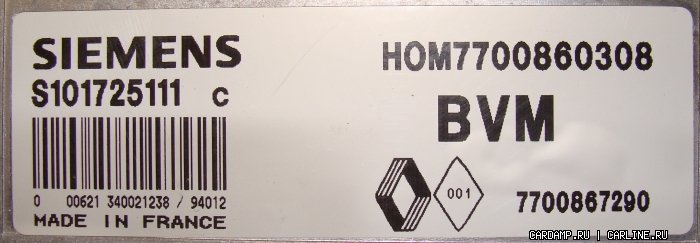 SIEMENS
S101725111 C
0 00621 340021238 / 94012
MADE IN FRANCE
HOM7700860308
BVM
001
7700867290
CARDAMP.RU | CARLINE.RU